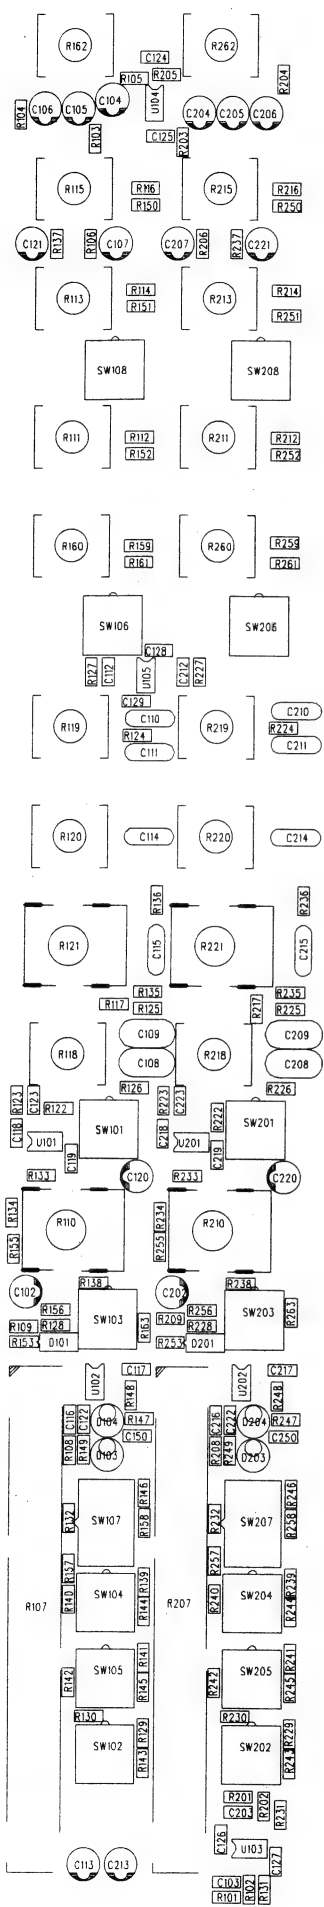 R162
C124
R262
R105
R205
R204
R104
C106
C105
C104
U104
C204
C205
C206
R103
C125
R203
R115
R116
R150
R215
R216
R250
C121
R137
R106
C107
C207
R206
R237
C221
R113
R114
R151
R213
R214
R251
SW108
SW208
R111
R112
R152
R211
R212
R252
R160
R159
R161
R260
R259
R261
SW106
SW206
C128
R127
C112
U105
C212
R227
C129
R119
C110
R124
C111
R219
C210
R224
C211
R120
C114
R220
C214
R136
R236
R121
C115
R221
C215
R135
R235
R117
R125
R217
R225
R118
C109
C108
R218
C209
C208
R126
R226
R123
C123
R122
SW101
R223
C223
R222
SW201
C118
U101
C119
C218
U201
C219
R133
C120
R233
C220
R134
R155
R110
R234
R255
R210
C102
R138
C202
R238
R156
R109
R128
R153
D101
SW103
R163
R256
R209
R228
R253
D201
SW203
R263
U102
C117
U202
C217
R148
R248
C116
C122
D104
R147
C216
C222
D204
R247
R108
R149
D103
C150
R208
R249
D203
C250
R146
R246
R132
SW107
R158
R232
SW207
R258
R157
R257
R107
R140
SW104
R139
R144
R207
R240
SW204
R239
R244
R142
SW105
R141
R145
R242
SW205
R241
R245
R130
R230
SW102
R129
R143
SW202
R229
R243
R201
C203
R202
R231
C126
U103
C127
C113
C213
C103
R101
R102
R131